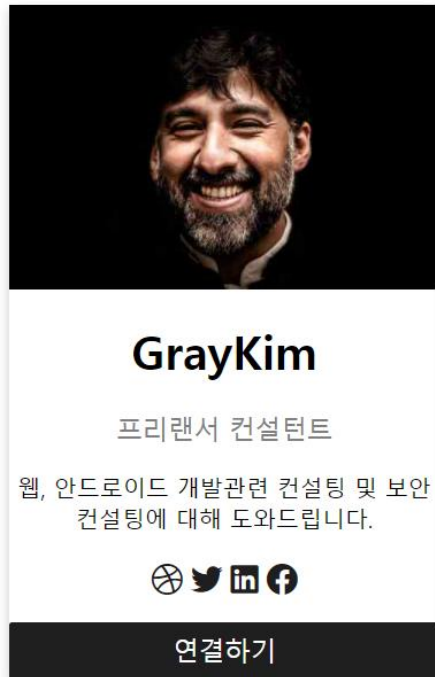 GrayKim
프리랜서 컨설턴트
웹, 안드로이드 개발관련 컨설팅 및 보안
컨설팅에 대해 도와드립니다.
연결하기